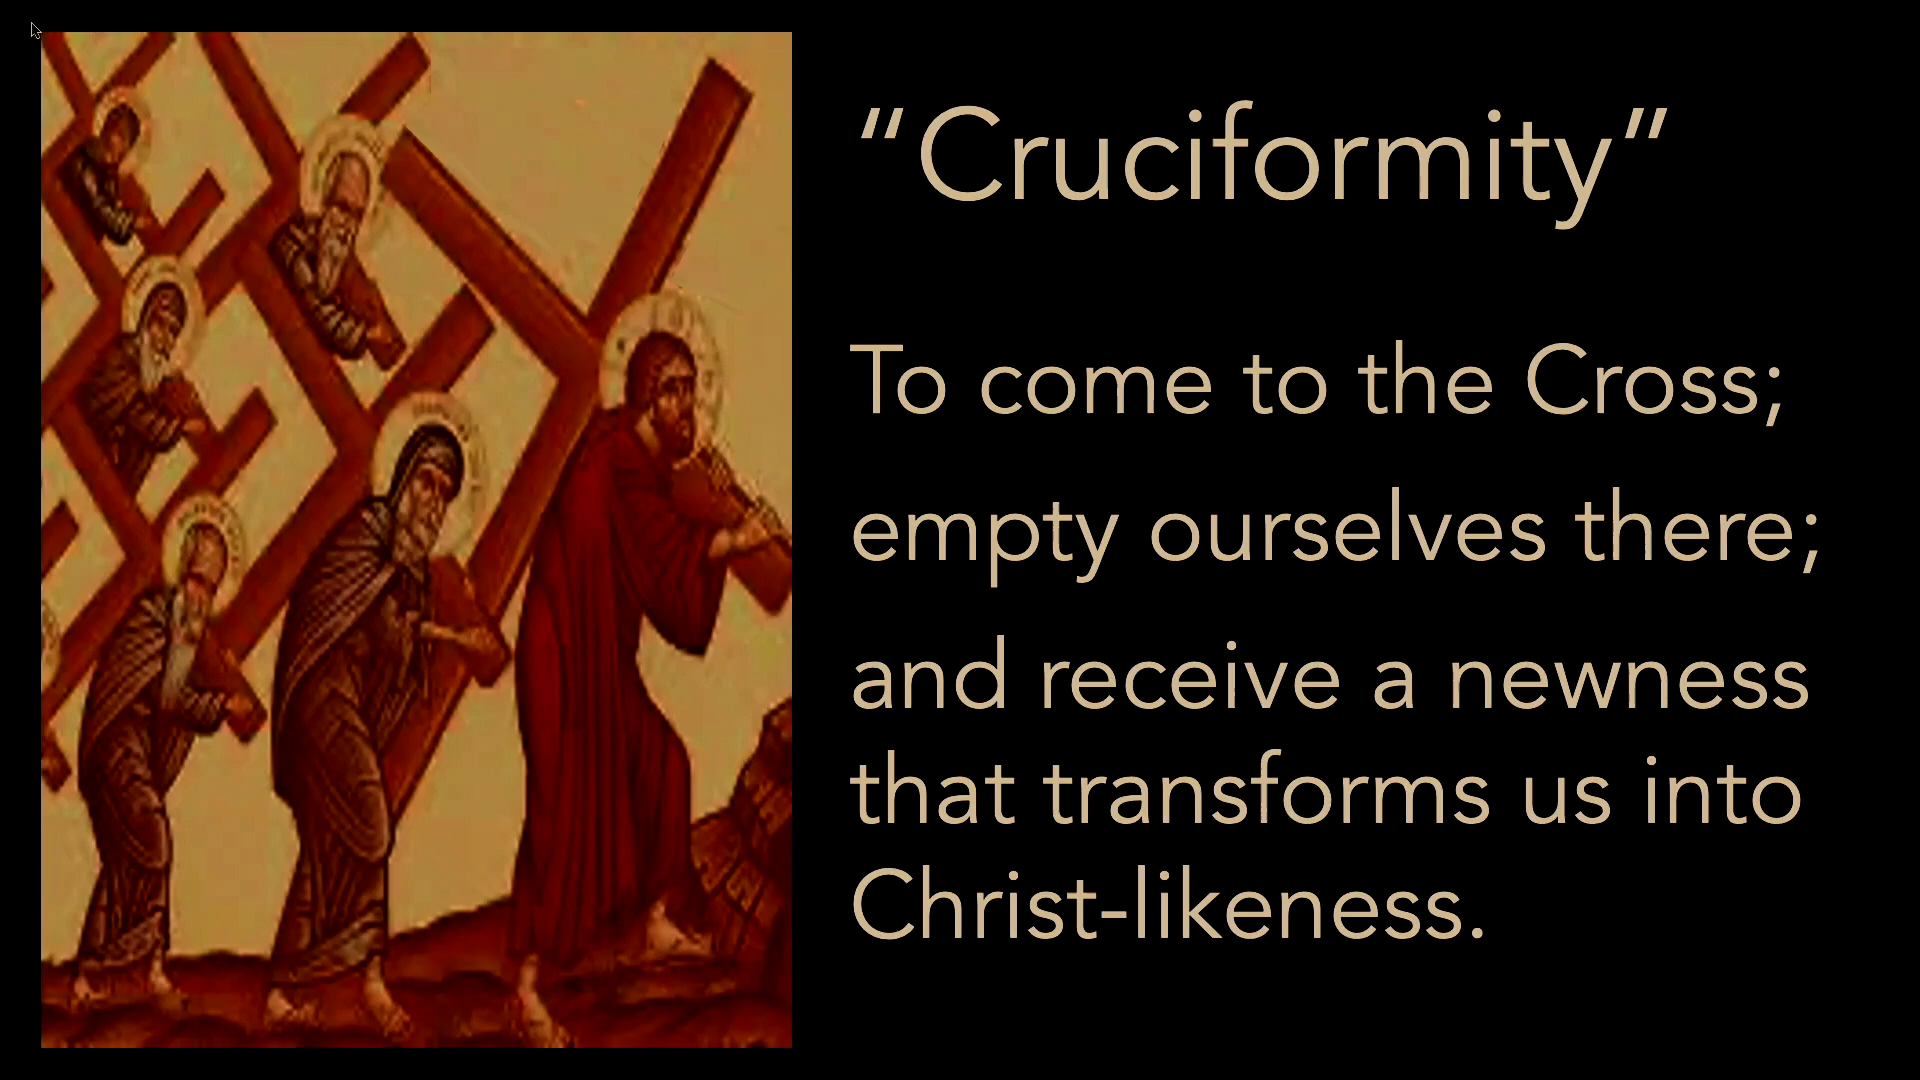 “Cruciformity”
To come to the Cross;
empty ourselves there;
and receive a newness
that transforms us into
Christ-likeness.